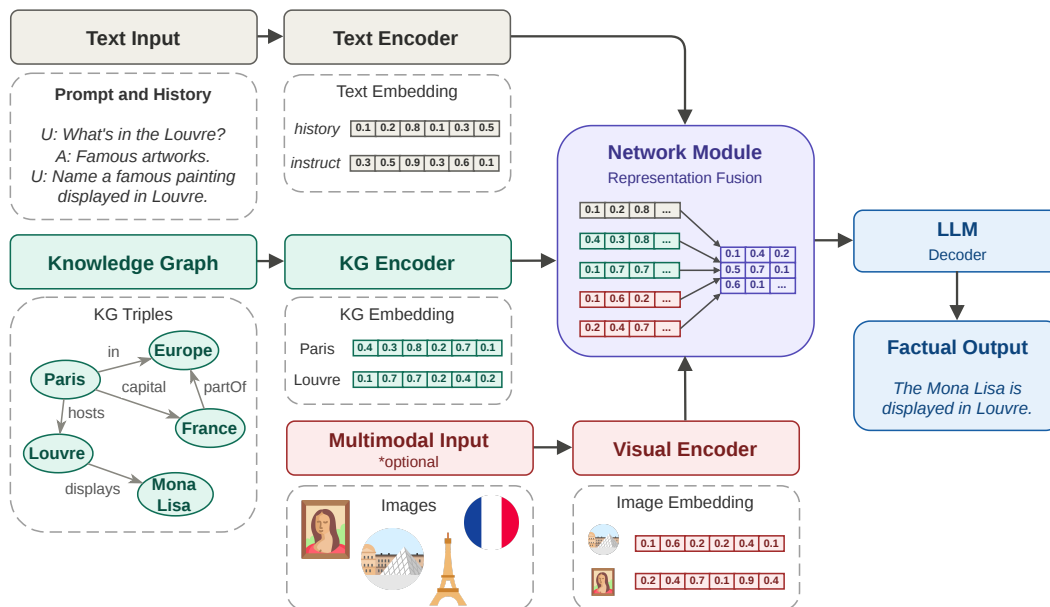 Text Input
Prompt and History
U: What's in the Louvre?
A: Famous artworks.
U: Name a famous painting
displayed in Louvre.
Text Encoder
Text Embedding
history 0.1 0.2 0.8 0.1 0.3 0.5
instruct 0.3 0.5 0.9 0.3 0.6 0.1
Knowledge Graph
KG Triples
Europe
in
Paris
capital
partOf
hosts
France
Louvre
displays
Mona
Lisa
KG Encoder
KG Embedding
Paris 0.4 0.3 0.8 0.2 0.7 0.1
Louvre 0.1 0.7 0.7 0.2 0.4 0.2
Multimodal Input
*optional
Images
Visual Encoder
Image Embedding
0.1 0.6 0.2 0.2 0.4 0.1
0.2 0.4 0.7 0.1 0.9 0.4
Network Module
Representation Fusion
0.1 0.2 0.8 ...
0.4 0.3 0.8 ...
0.1 0.7 0.7 ...
0.1 0.6 0.2 ...
0.2 0.4 0.7 ...
0.1 0.4 0.2
0.5 0.7 0.1
0.6 0.1 ...
LLM
Decoder
Factual Output
The Mona Lisa is
displayed in Louvre.